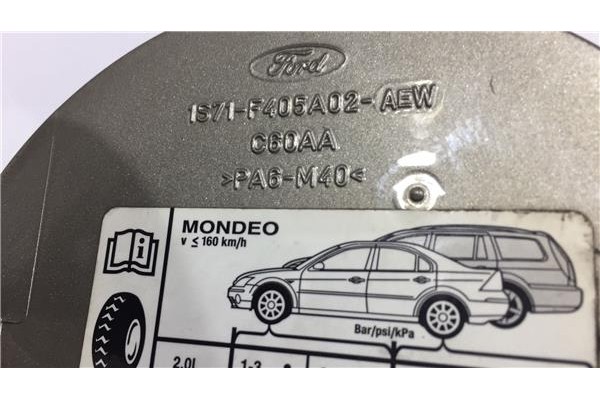 Ford
1S71-F405A02-AEW
C60AA
>PA6-M40<
MONDEO
v ≤ 160 km/h
i
Bar/psi/kPa
2.0L 1-3